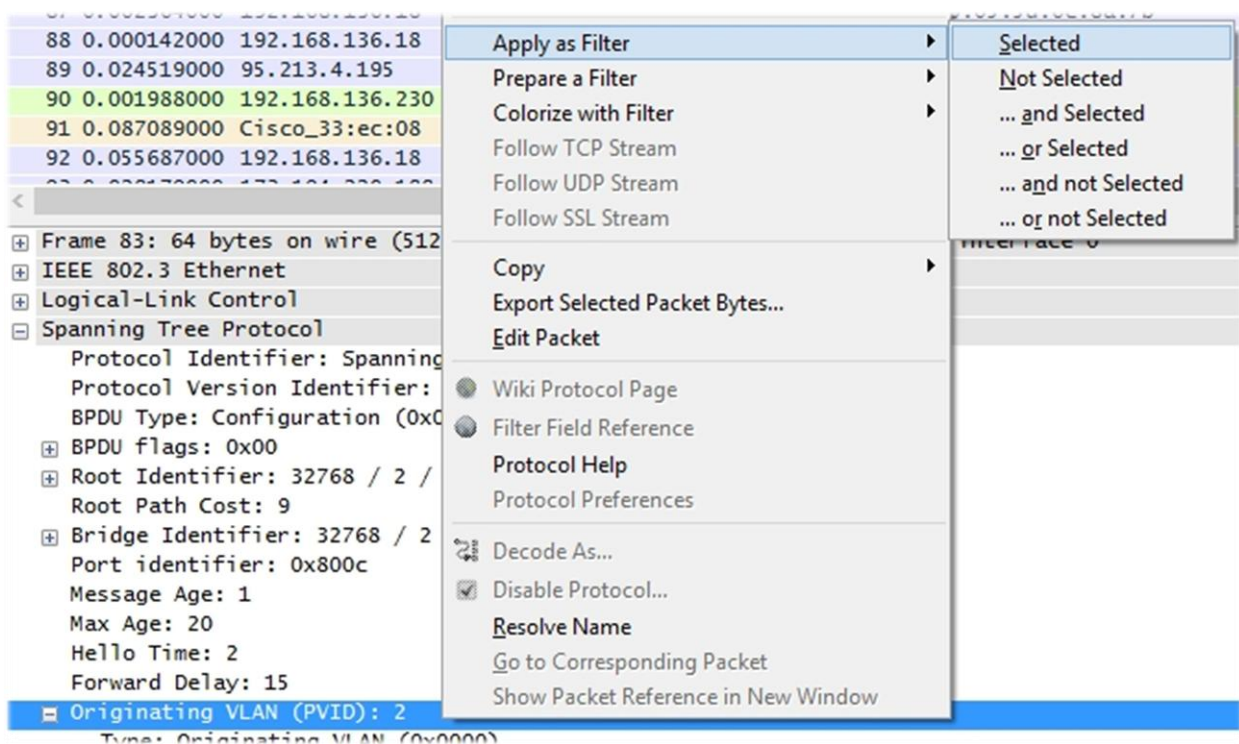 88 0.000142000 192.168.136.18
89 0.024519000 95.213.4.195
90 0.001988000 192.168.136.230
91 0.087089000 Cisco_33:ec:08
92 0.055687000 192.168.136.18
Apply as Filter
Prepare a Filter
Colorize with Filter
Follow TCP Stream
Follow UDP Stream
Follow SSL Stream
Copy
Export Selected Packet Bytes...
Edit Packet
Wiki Protocol Page
Filter Field Reference
Protocol Help
Protocol Preferences
Decode As...
Disable Protocol...
Resolve Name
Go to Corresponding Packet
Show Packet Reference in New Window
Selected
Not Selected
... and Selected
... or Selected
... and not Selected
... or not Selected
Frame 83: 64 bytes on wire (512
interface 0
IEEE 802.3 Ethernet
Logical-Link Control
Spanning Tree Protocol
Protocol Identifier: Spanning
Protocol Version Identifier:
BPDU Type: Configuration (0x0
BPDU flags: 0x00
Root Identifier: 32768 / 2 /
Root Path Cost: 9
Bridge Identifier: 32768 / 2
Port identifier: 0x800c
Message Age: 1
Max Age: 20
Hello Time: 2
Forward Delay: 15
Originating VLAN (PVID): 2
Type: Originating VLAN (0x0000)